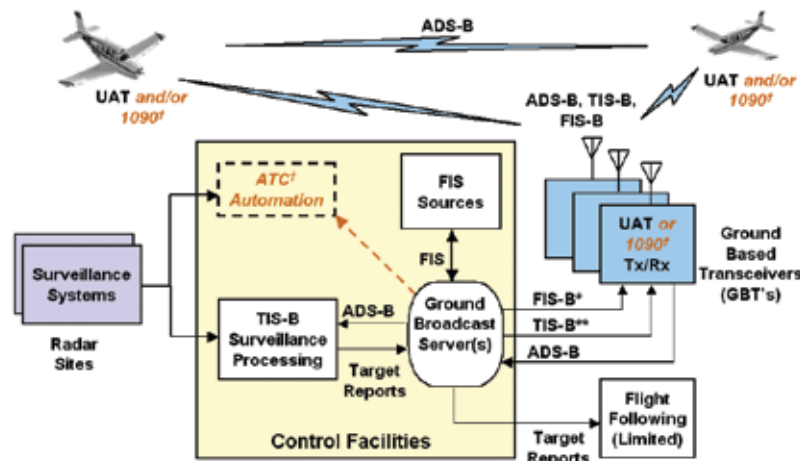 ADS-B
UAT and/or
1090†
UAT and/or
1090†
ADS-B, TIS-B,
FIS-B
ATC†
Automation
FIS
Sources
UAT or
1090†
Tx/Rx
Ground
Based
Transceivers
(GBT's)
Surveillance
Systems
Radar
Sites
FIS
TIS-B
Surveillance
Processing
ADS-B
Target
Reports
Ground
Broadcast
Server(s)
FIS-B*
TIS-B**
ADS-B
Flight
Following
(Limited)
Target
Reports
Control Facilities